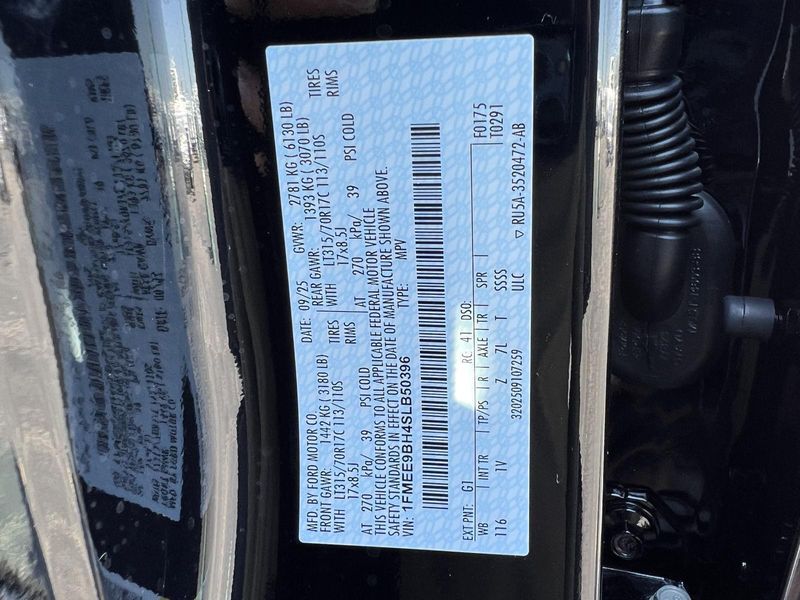 MFD. BY FORD MOTOR CO.
DATE: 09/25 GVWR: 2781 KG ( 6130 LB)
FRONT GAWR: 1442 KG ( 3180 LB) REAR GAWR: 1393 KG ( 3070 LB)
WITH LT315/70R17C 113/110S TIRES WITH LT315/70R17C 113/110S TIRES
17x8.5J RIMS 17x8.5J RIMS
AT 270 kPa/ 39 PSI COLD AT 270 kPa/ 39 PSI COLD
THIS VEHICLE CONFORMS TO ALL APPLICABLE FEDERAL MOTOR VEHICLE
SAFETY STANDARDS IN EFFECT ON THE DATE OF MANUFACTURE SHOWN ABOVE.
VIN: 1FMEE9BH4SLB50396 TYPE: MPV
F0175
T0291
EXT PNT: G1 RC: 41 DSO:
WB INT TR TP/PS R AXLE TR SPR
116 1V Z 7L T SSSS
3202509107259 ULC ▽ RU5A-3520472-AB